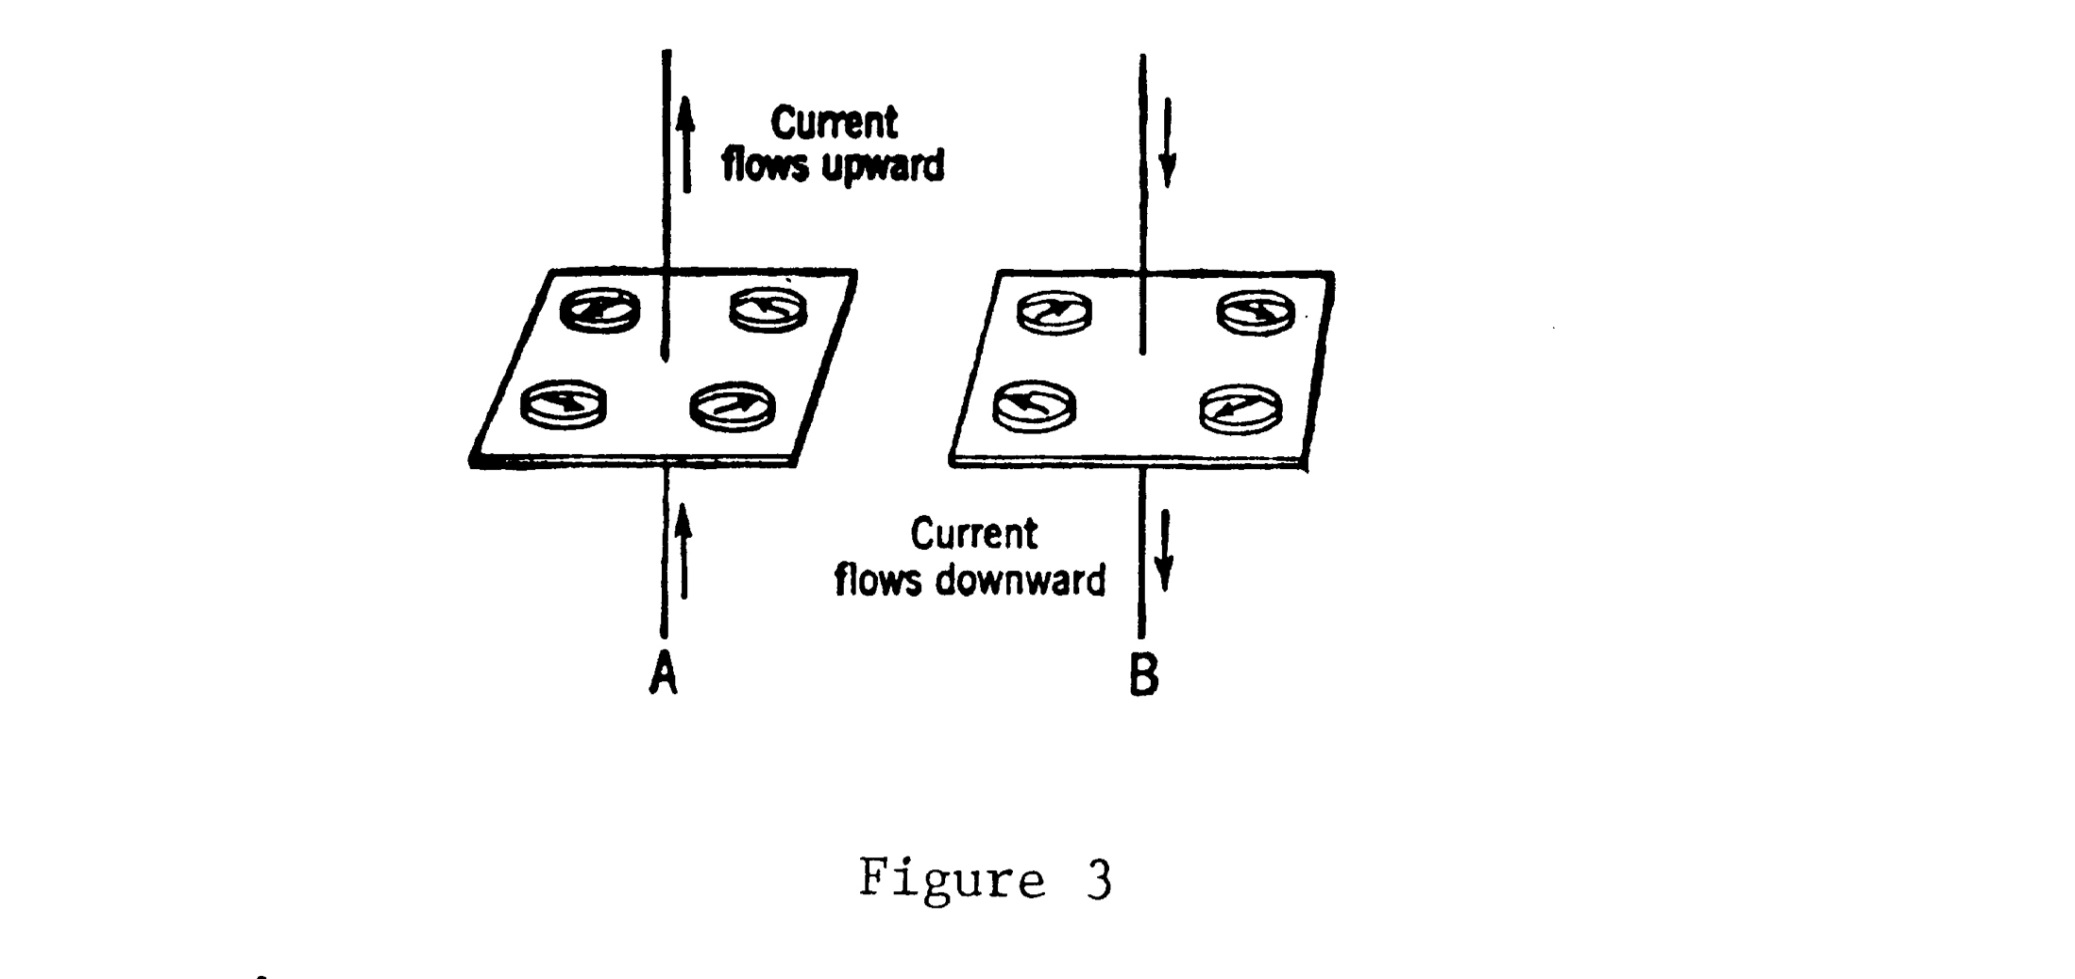 Current
flows upward
Current
flows downward
A
B
Figure 3